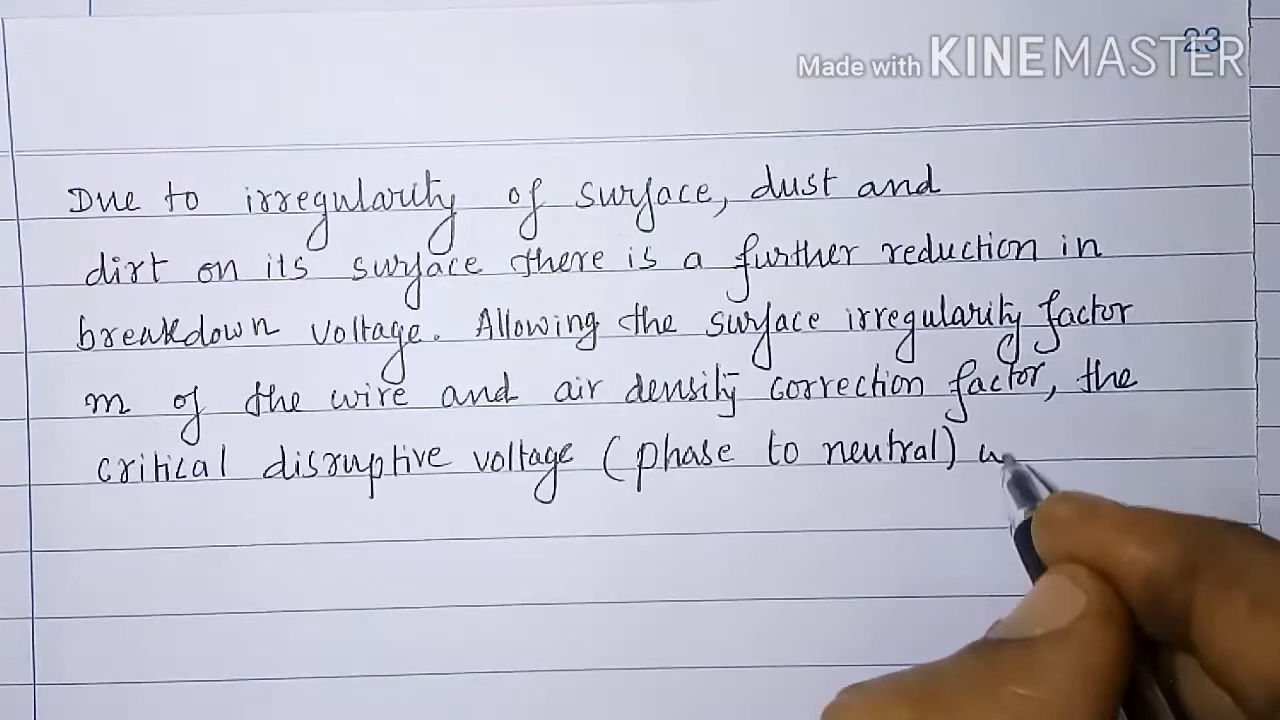 23
Made with KINEMASTER
Due to irregularity of surface, dust and
dirt on its surface there is a further reduction in
breakdown voltage. Allowing the surface irregularity factor
m of the wire and air density correction factor, the
critical disruptive voltage (phase to neutral)